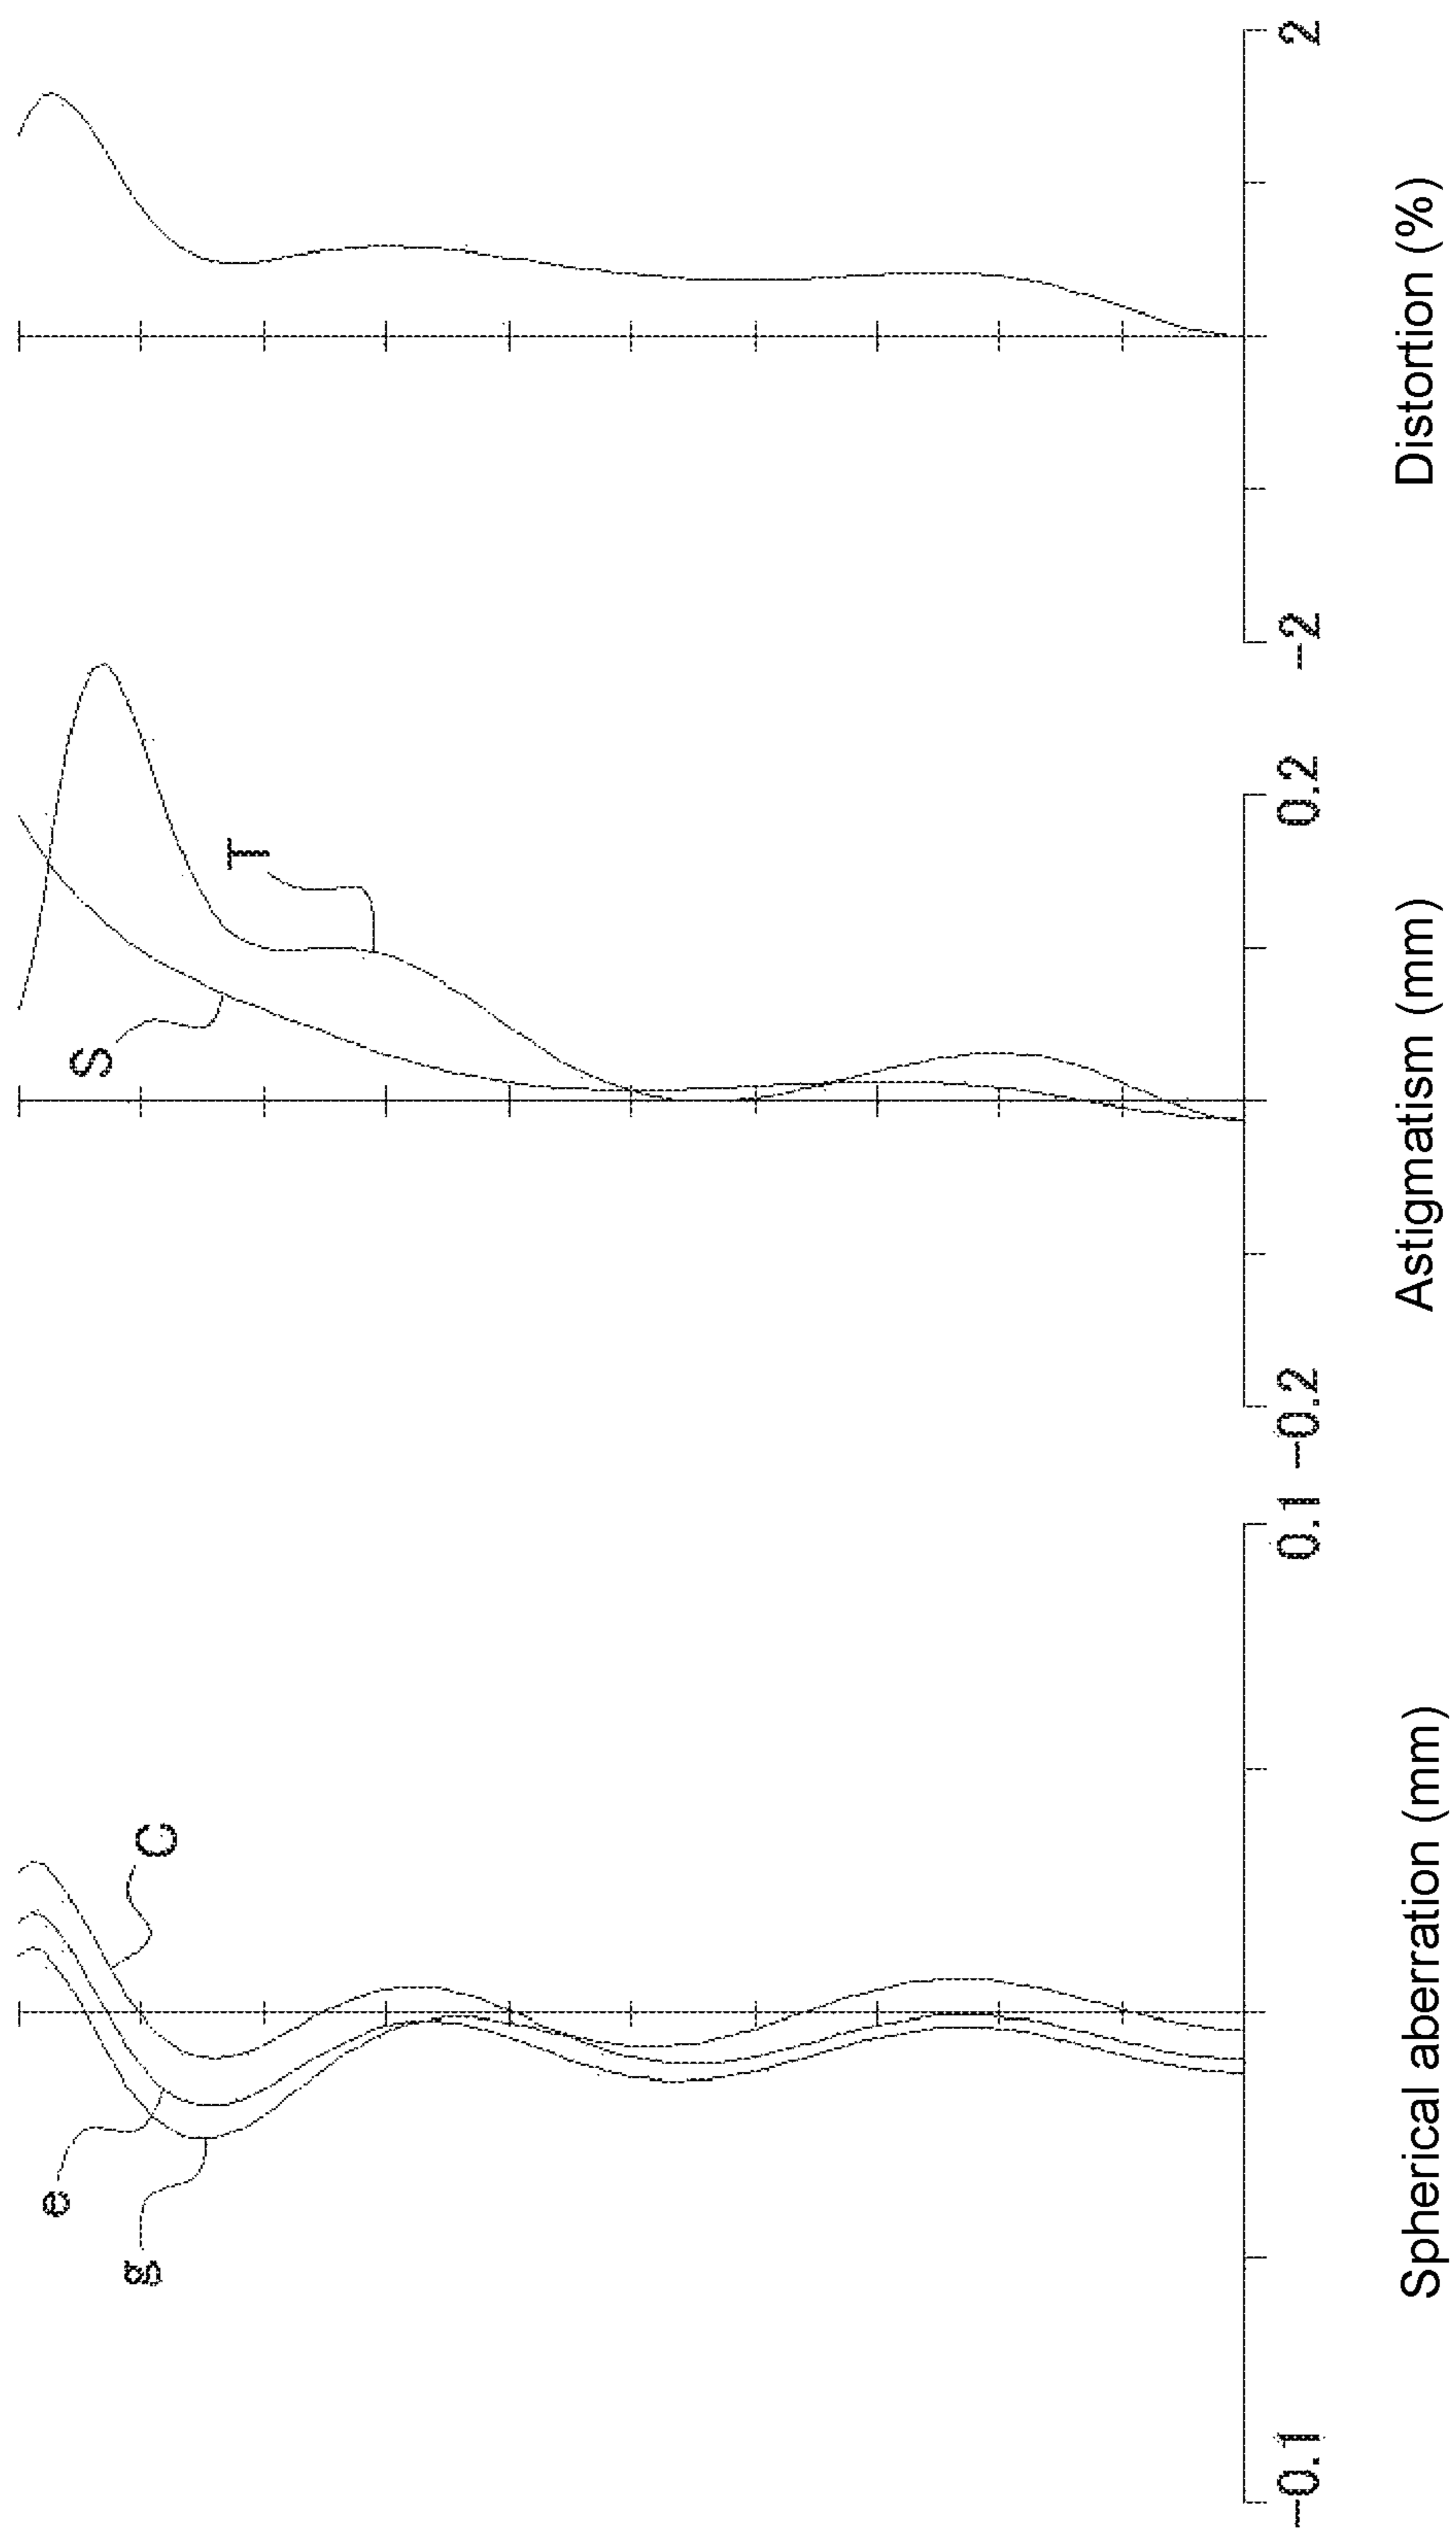 g
e
C
-0.1
0.1
Spherical aberration (mm)
S
T
-0.2
0.2
Astigmatism (mm)
-2
2
Distortion (%)